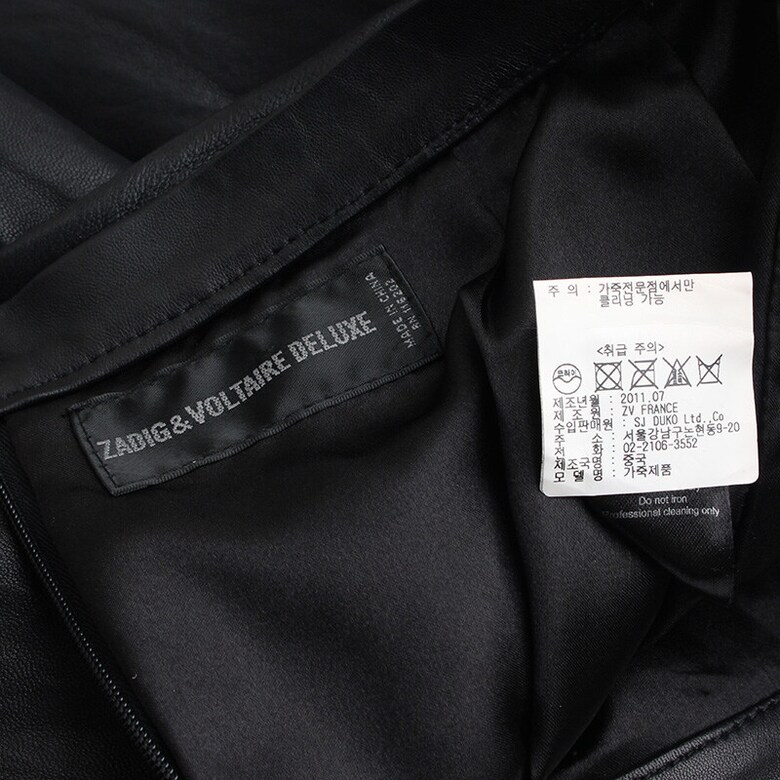 ZADIG & VOLTAIRE DELUXE
MADE IN CHINA
RN 116202
주 의 : 가죽전문점에서만
클리닝 가능
<취급 주의>
제조년월 : 2011.07
제 조 원 : ZV FRANCE
수입판매원 : SJ DUKO Ltd.,Co
주 소 : 서울강남구논현동9-20
전 화 : 02-2106-3552
제조국명 : 중국
모 델 명 : 가죽제품
Do not iron
Professional cleaning only